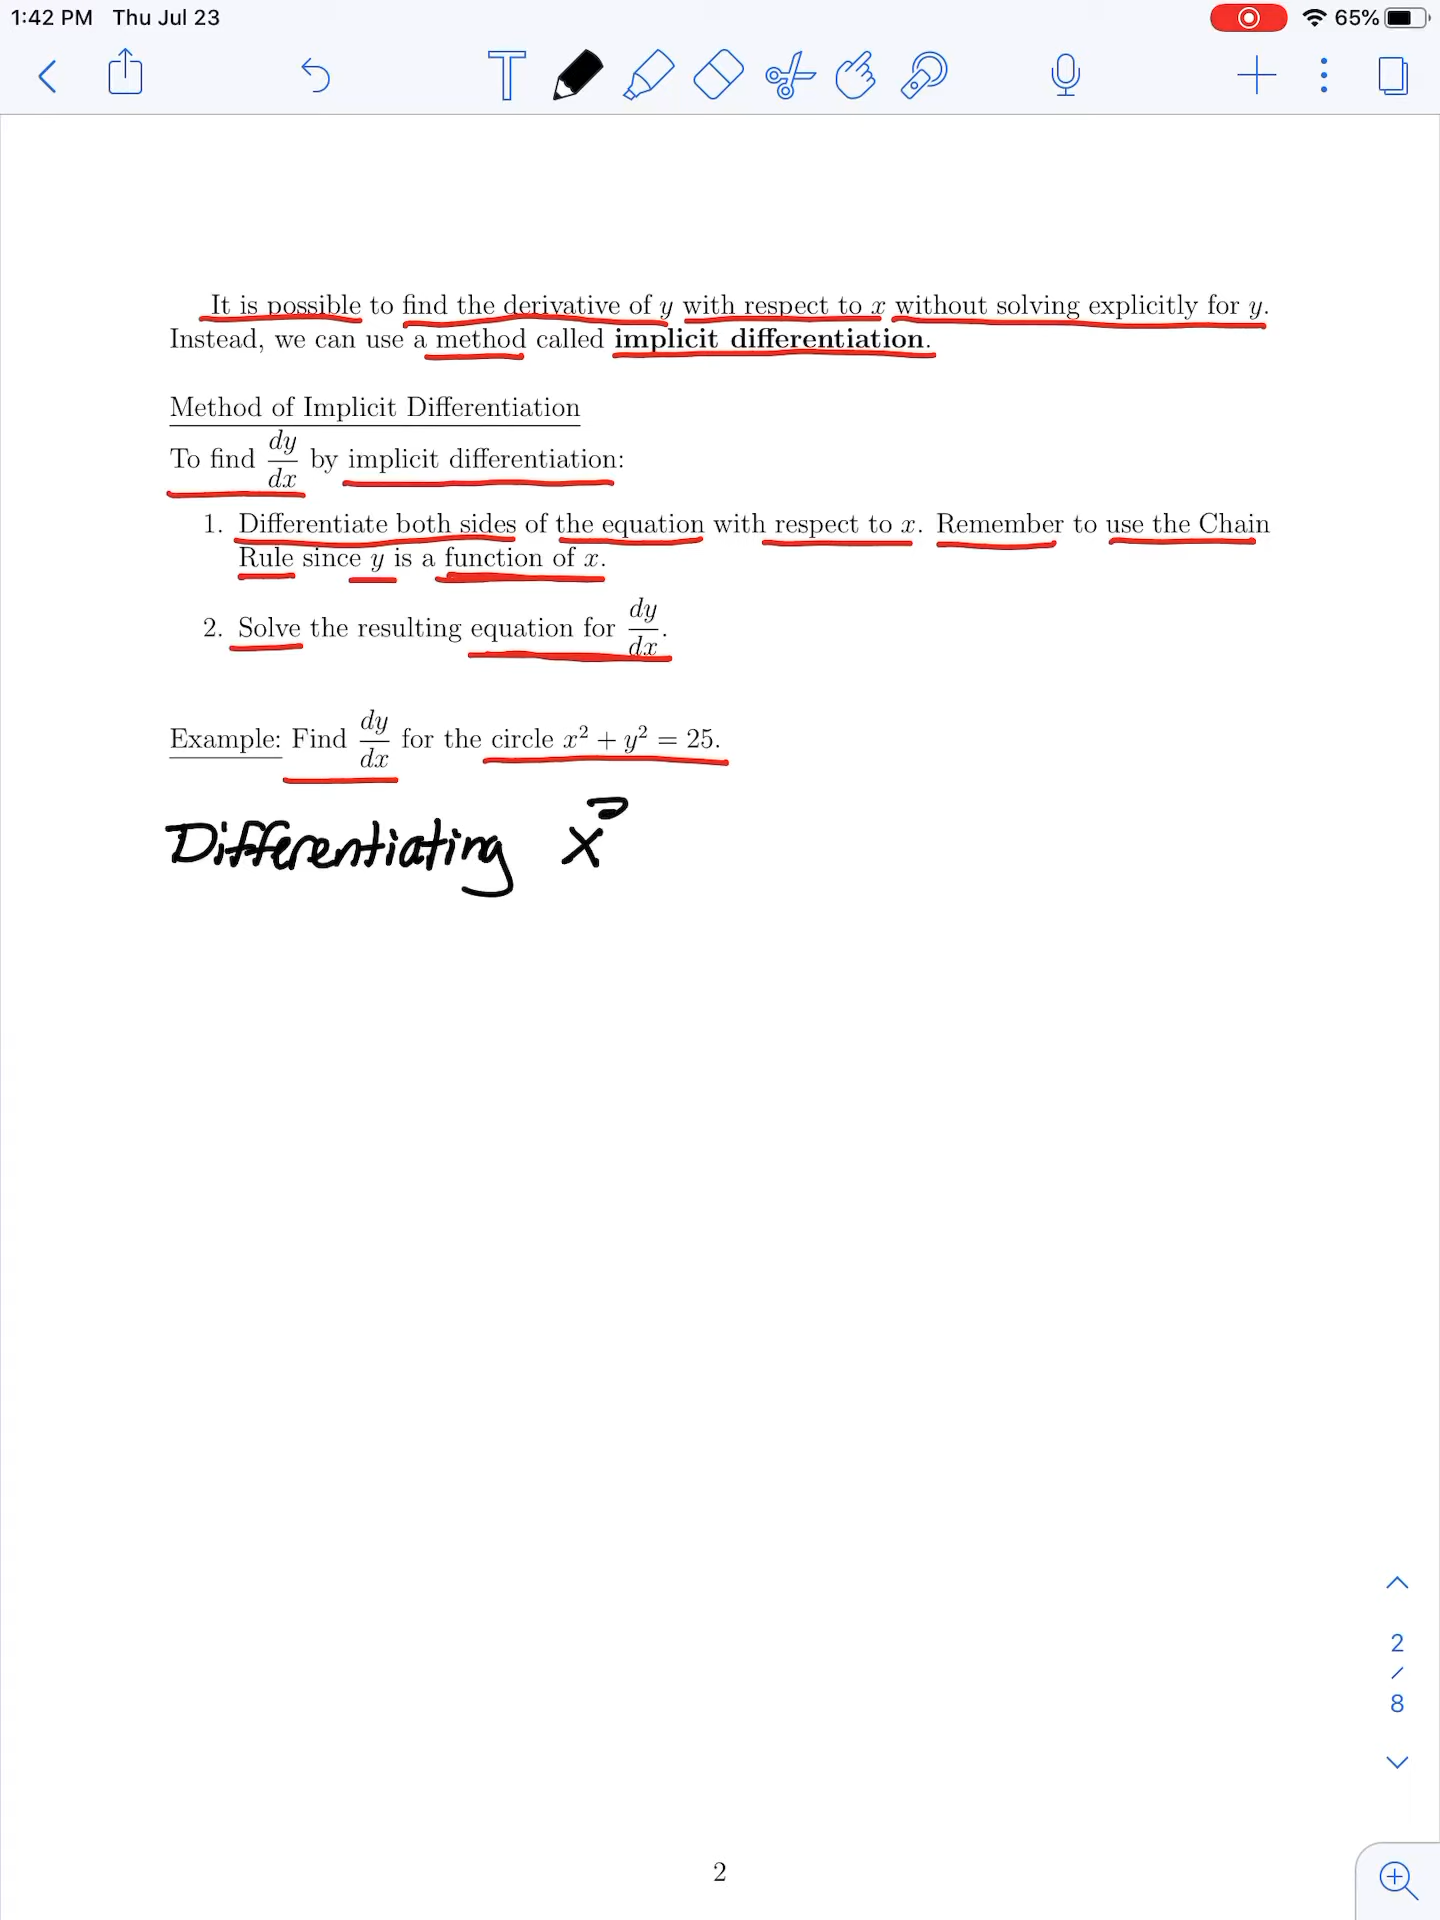 1:42 PM Thu Jul 23 65%
It is possible to find the derivative of y with respect to x without solving explicitly for y.
Instead, we can use a method called implicit differentiation.
Method of Implicit Differentiation
To find dy/dx by implicit differentiation:
1. Differentiate both sides of the equation with respect to x. Remember to use the Chain
Rule since y is a function of x.
2. Solve the resulting equation for dy/dx.
Example: Find dy/dx for the circle x² + y² = 25.
Differentiating x²
2
/
8
2